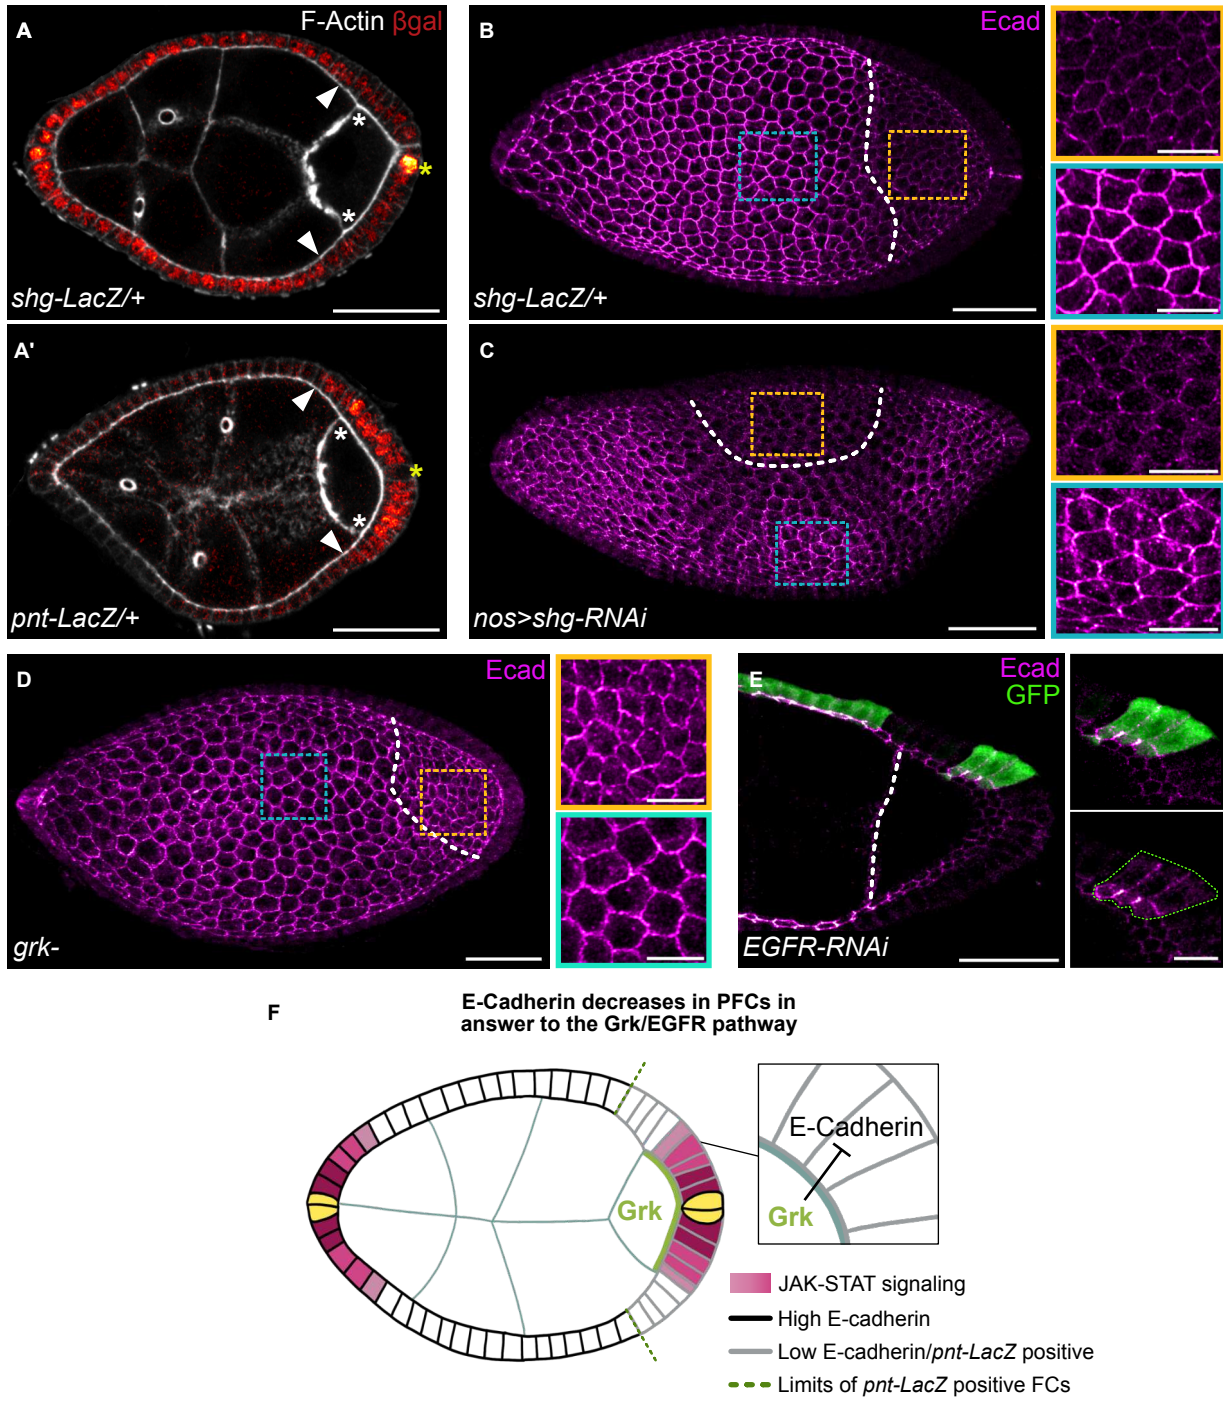 A
F-Actin βgal
*
*
*
shg-LacZ/+
B
Ecad
shg-LacZ/+
A'
*
*
*
pnt-LacZ/+
C
nos>shg-RNAi
D
Ecad
grk-
E
Ecad
GFP
EGFR-RNAi
F
E-Cadherin decreases in PFCs in
answer to the Grk/EGFR pathway
Grk
E-Cadherin
Grk
JAK-STAT signaling
High E-cadherin
Low E-cadherin/pnt-LacZ positive
Limits of pnt-LacZ positive FCs